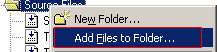 Source Files
New Folder...
S
Add Files to Folder...
T